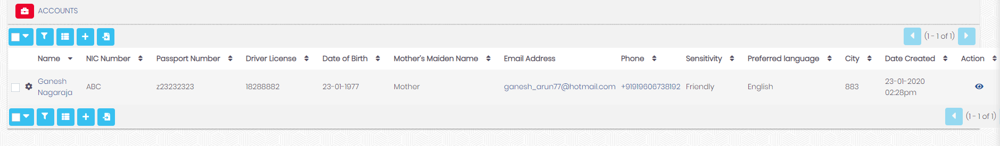 ACCOUNTS
(1 - 1 of 1)
Name NIC Number Passport Number Driver License Date of Birth Mother's Maiden Name Email Address Phone Sensitivity Preferred language City Date Created Action
Ganesh Nagaraja ABC z23232323 18288882 23-01-1977 Mother ganesh_arun77@hotmail.com +91919606738192 Friendly English 883 23-01-2020 02:28pm
(1 - 1 of 1)